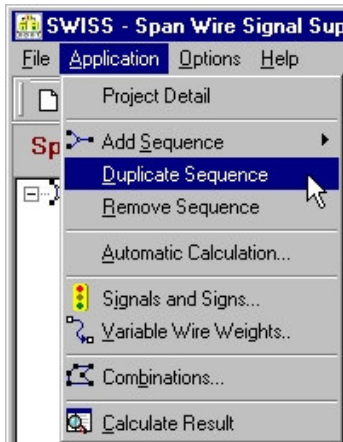 SWISS - Span Wire Signal Sup
File Application Options Help
Project Detail
Sp
Add Sequence
Duplicate Sequence
Remove Sequence
Automatic Calculation...
Signals and Signs...
Variable Wire Weights..
Combinations...
Calculate Result